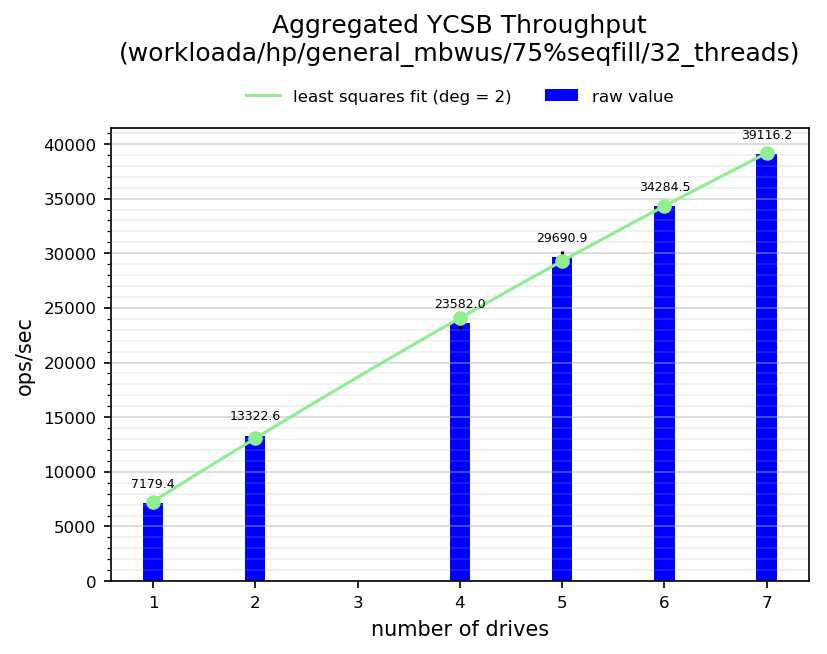 Aggregated YCSB Throughput
(workloada/hp/general_mbwus/75%seqfill/32_threads)
least squares fit (deg = 2)
raw value
ops/sec
40000
35000
30000
25000
20000
15000
10000
5000
0
7179.4
13322.6
23582.0
29690.9
34284.5
39116.2
1 2 3 4 5 6 7
number of drives